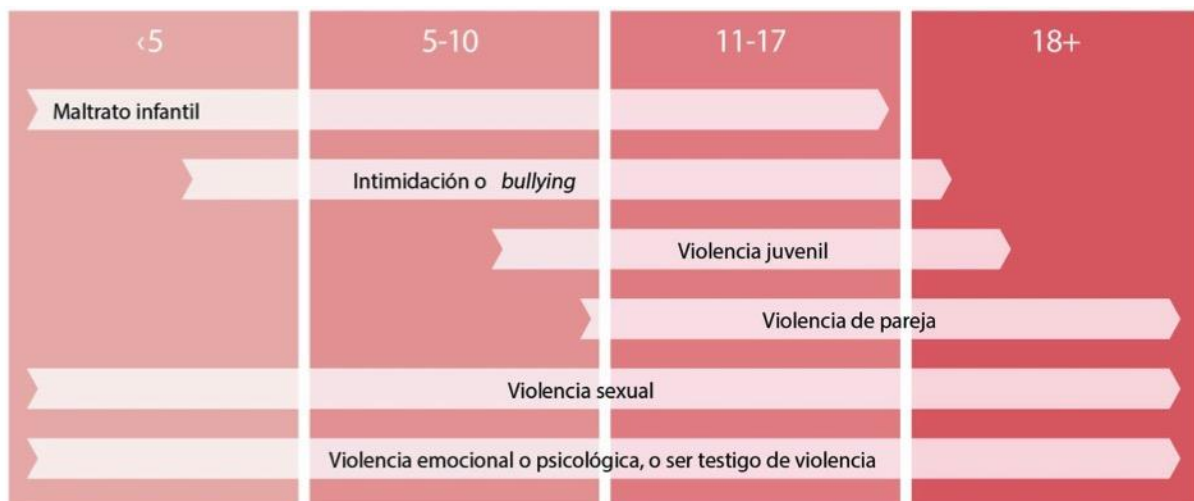 ‹5 5-10 11-17 18+
Maltrato infantil
Intimidación o bullying
Violencia juvenil
Violencia de pareja
Violencia sexual
Violencia emocional o psicológica, o ser testigo de violencia